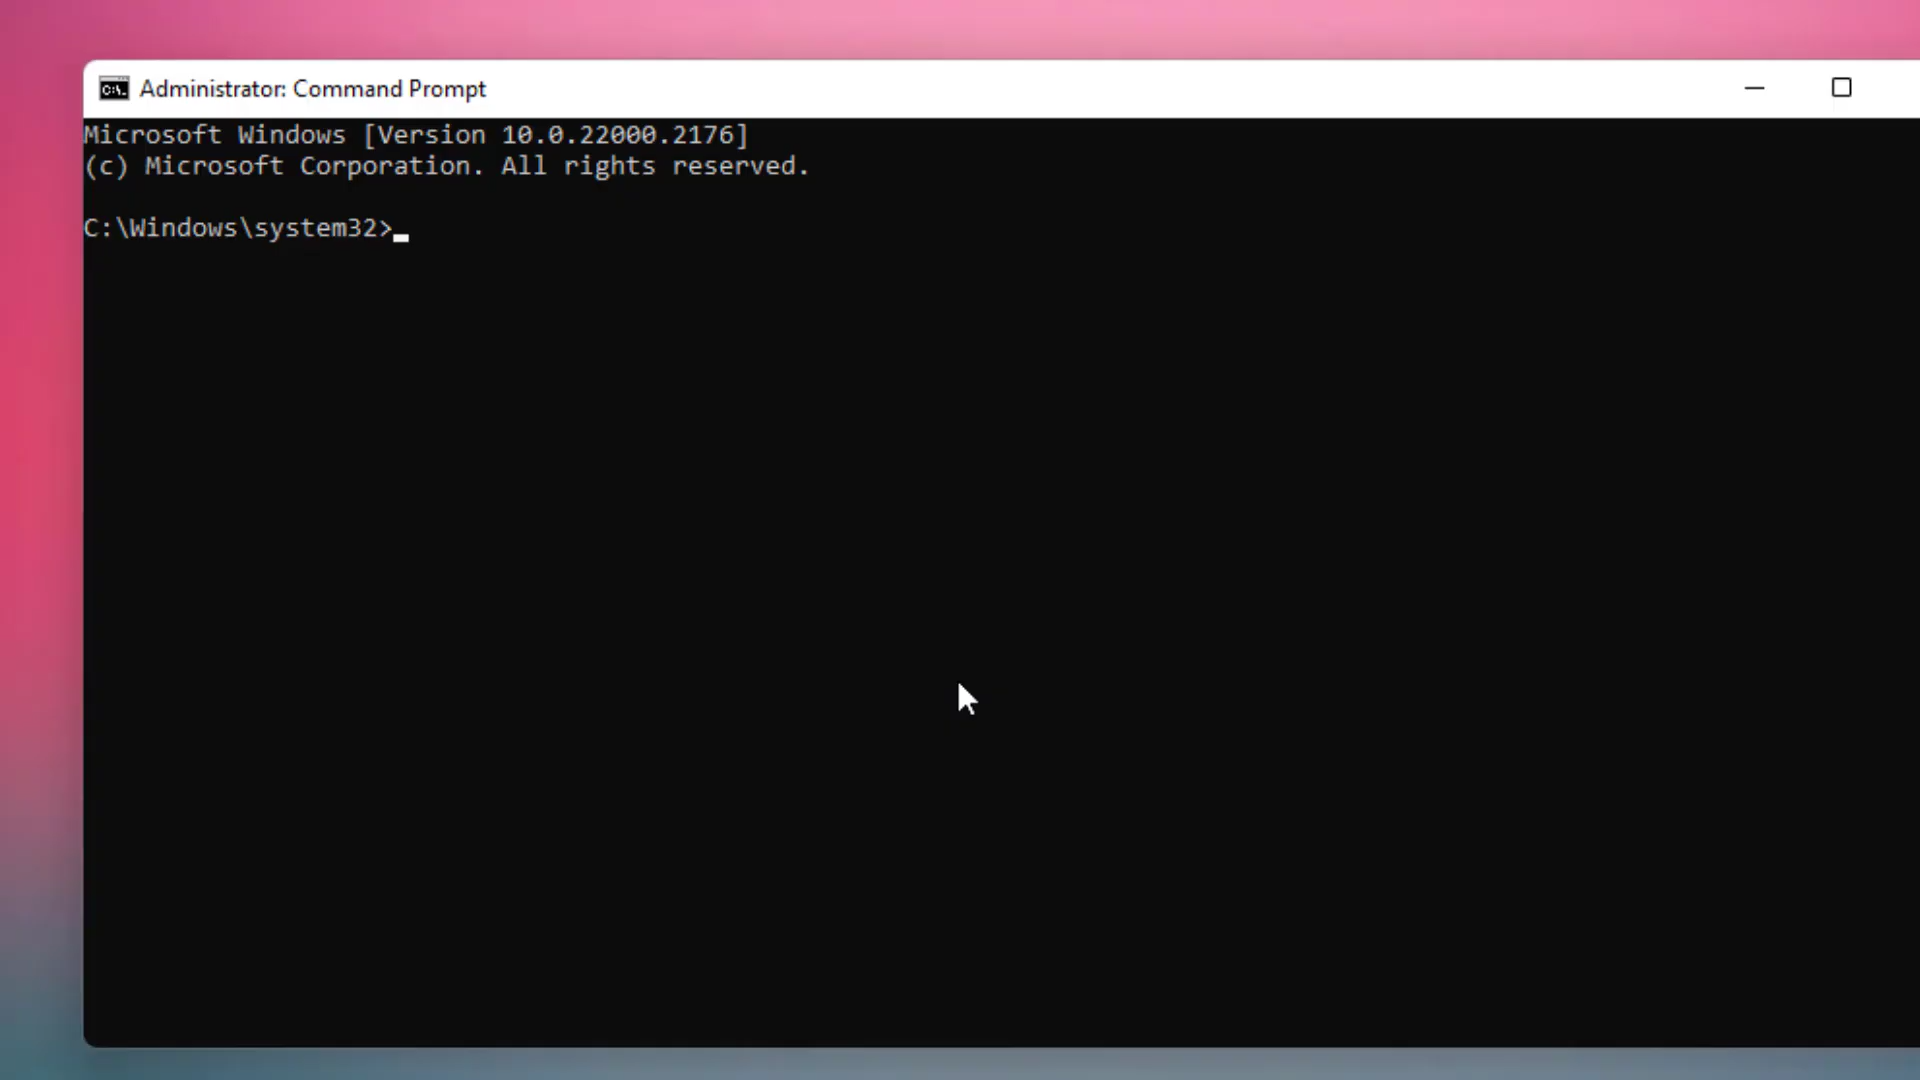 Administrator: Command Prompt
Microsoft Windows [Version 10.0.22000.2176]
(c) Microsoft Corporation. All rights reserved.
C:\Windows\system32>